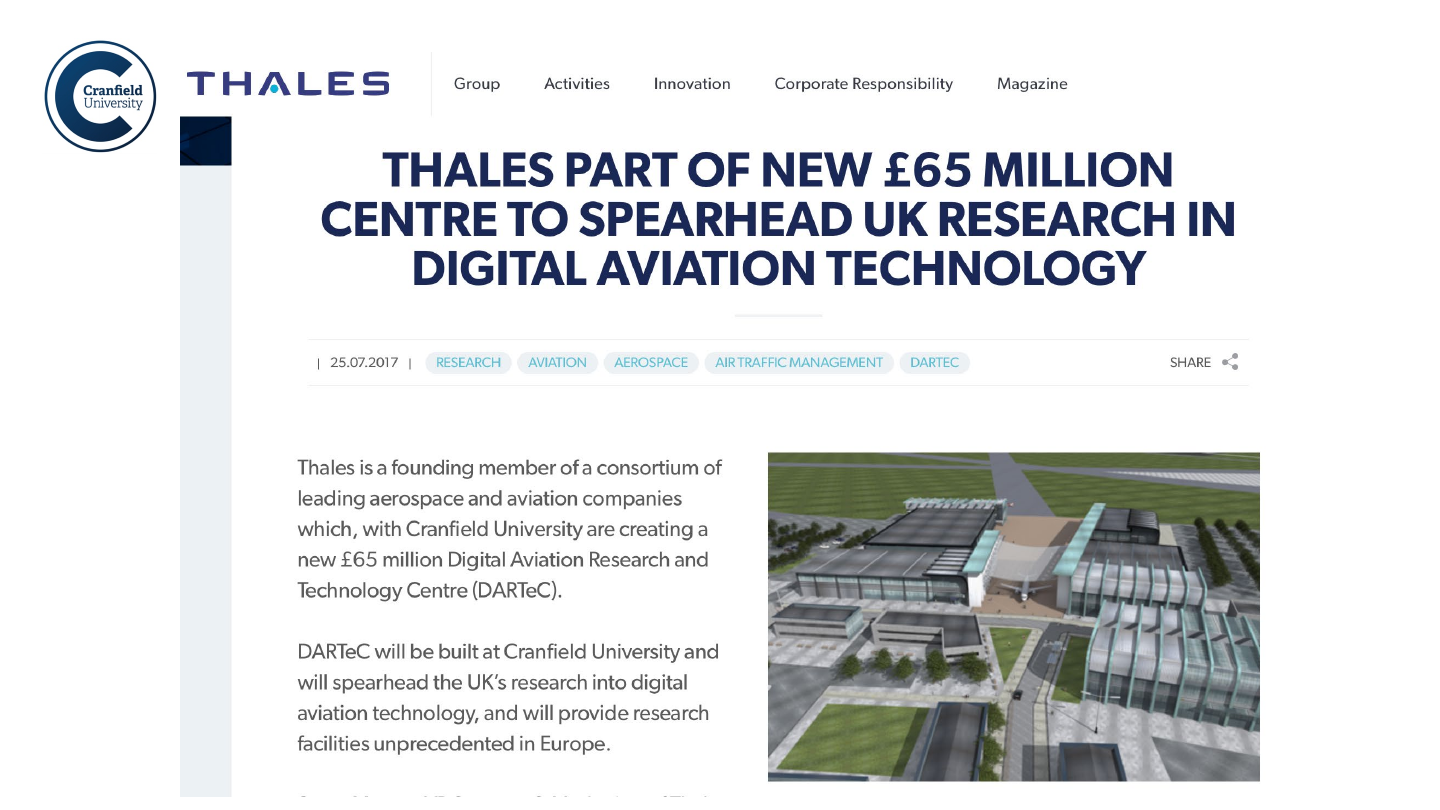 Cranfield
University
THALES
Group Activities Innovation Corporate Responsibility Magazine
THALES PART OF NEW £65 MILLION
CENTRE TO SPEARHEAD UK RESEARCH IN
DIGITAL AVIATION TECHNOLOGY
| 25.07.2017 | RESEARCH AVIATION AEROSPACE AIR TRAFFIC MANAGEMENT DARTEC SHARE
Thales is a founding member of a consortium of
leading aerospace and aviation companies
which, with Cranfield University are creating a
new £65 million Digital Aviation Research and
Technology Centre (DARTeC).
DARTeC will be built at Cranfield University and
will spearhead the UK’s research into digital
aviation technology, and will provide research
facilities unprecedented in Europe.